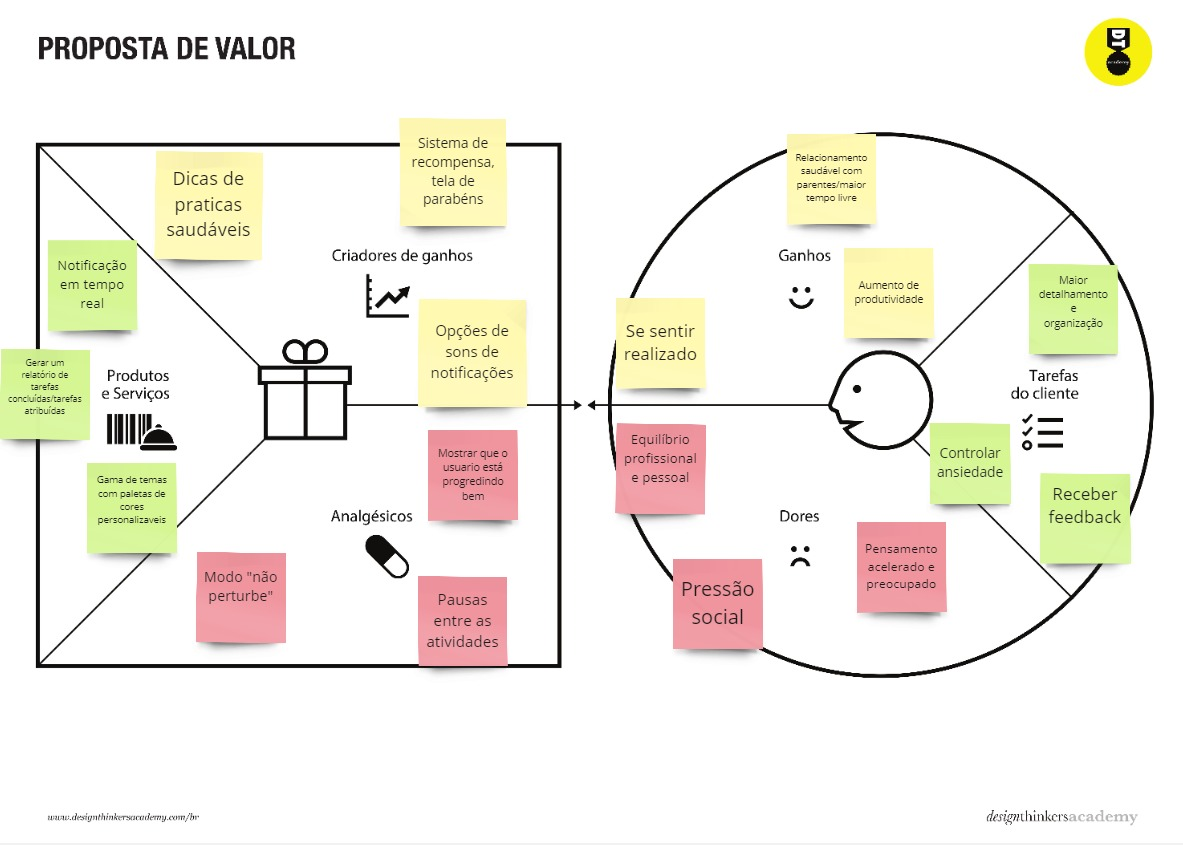 PROPOSTA DE VALOR
DT
academy
Dicas de
praticas
saudáveis
Sistema de
recompensa,
tela de
parabéns
Criadores de ganhos
Opções de
sons de
notificações
Notificação
em tempo
real
Gerar um
relatório de
tarefas
concluídas/tarefas
atribuídas
Produtos
e Serviços
Gama de temas
com paletas de
cores
personalizaveis
Mostrar que o
usuario está
progredindo
bem
Analgésicos
Modo "não
perturbe"
Pausas
entre as
atividades
Relacionamento
saudável com
parentes/maior
tempo livre
Ganhos
Aumento de
produtividade
Se sentir
realizado
Maior
detalhamento
e
organização
Tarefas
do cliente
Controlar
ansiedade
Receber
feedback
Equilíbrio
profissional
e pessoal
Dores
Pensamento
acelerado e
preocupado
Pressão
social
www.designthinkersacademy.com/br
designthinkersacademy